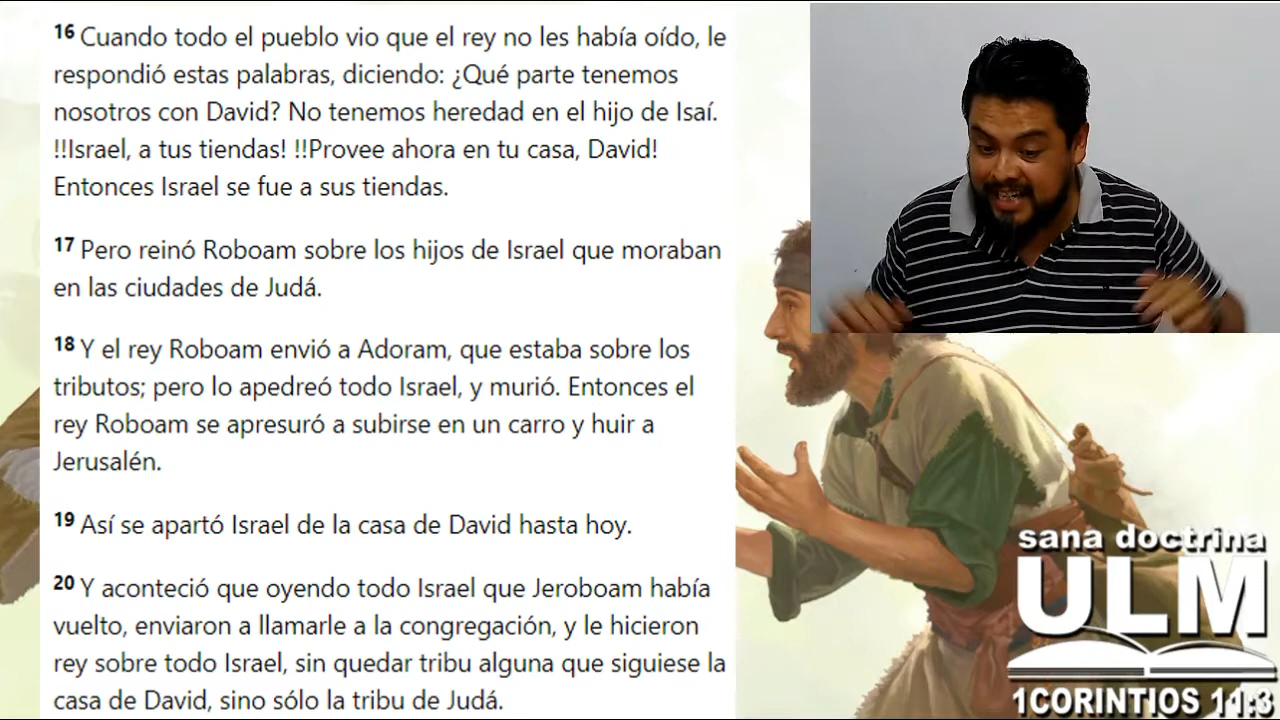 16 Cuando todo el pueblo vio que el rey no les había oído, le
respondió estas palabras, diciendo: ¿Qué parte tenemos
nosotros con David? No tenemos heredad en el hijo de Isaí.
!!Israel, a tus tiendas! !!Provee ahora en tu casa, David!
Entonces Israel se fue a sus tiendas.
17 Pero reinó Roboam sobre los hijos de Israel que moraban
en las ciudades de Judá.
18 Y el rey Roboam envió a Adoram, que estaba sobre los
tributos; pero lo apedreó todo Israel, y murió. Entonces el
rey Roboam se apresuró a subirse en un carro y huir a
Jerusalén.
19 Así se apartó Israel de la casa de David hasta hoy.
20 Y aconteció que oyendo todo Israel que Jeroboam había
vuelto, enviaron a llamarle a la congregación, y le hicieron
rey sobre todo Israel, sin quedar tribu alguna que siguiese la
casa de David, sino sólo la tribu de Judá.
sana doctrina
ULM
1CORINTIOS 11:3